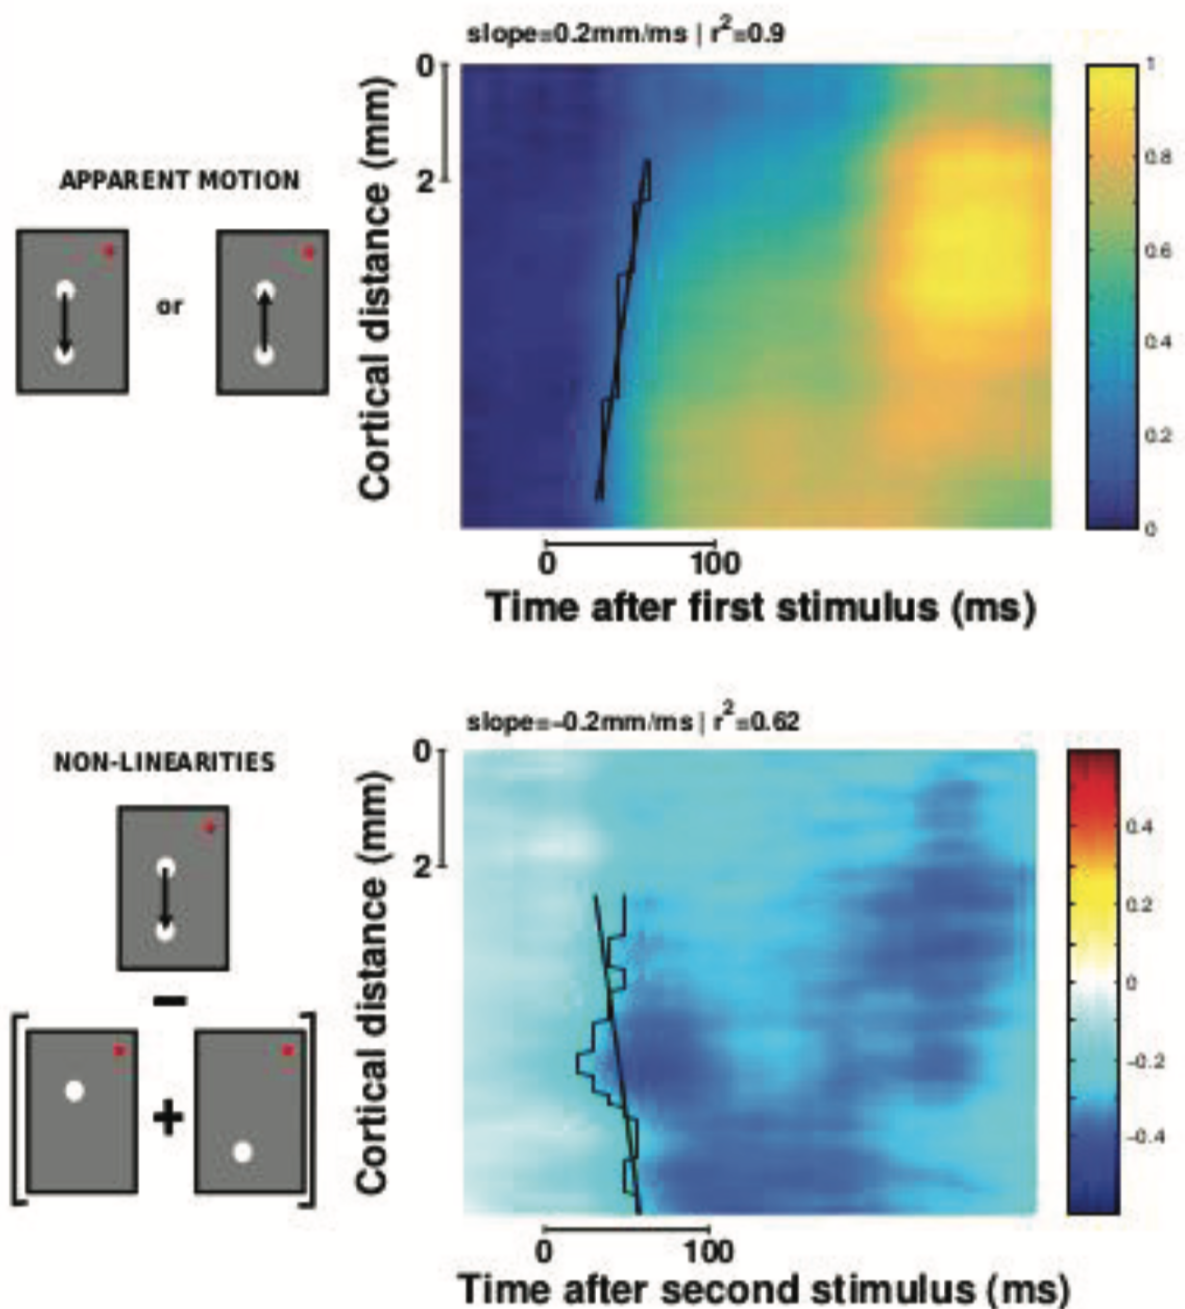 slope=0.2mm/ms | r²=0.9
APPARENT MOTION
or
Cortical distance (mm)
0
2
1
0.8
0.6
0.4
0.2
0
0
100
Time after first stimulus (ms)
slope=-0.2mm/ms | r²=0.62
NON-LINEARITIES
−
[ + ]
Cortical distance (mm)
0
2
0.4
0.2
0
-0.2
-0.4
0
100
Time after second stimulus (ms)